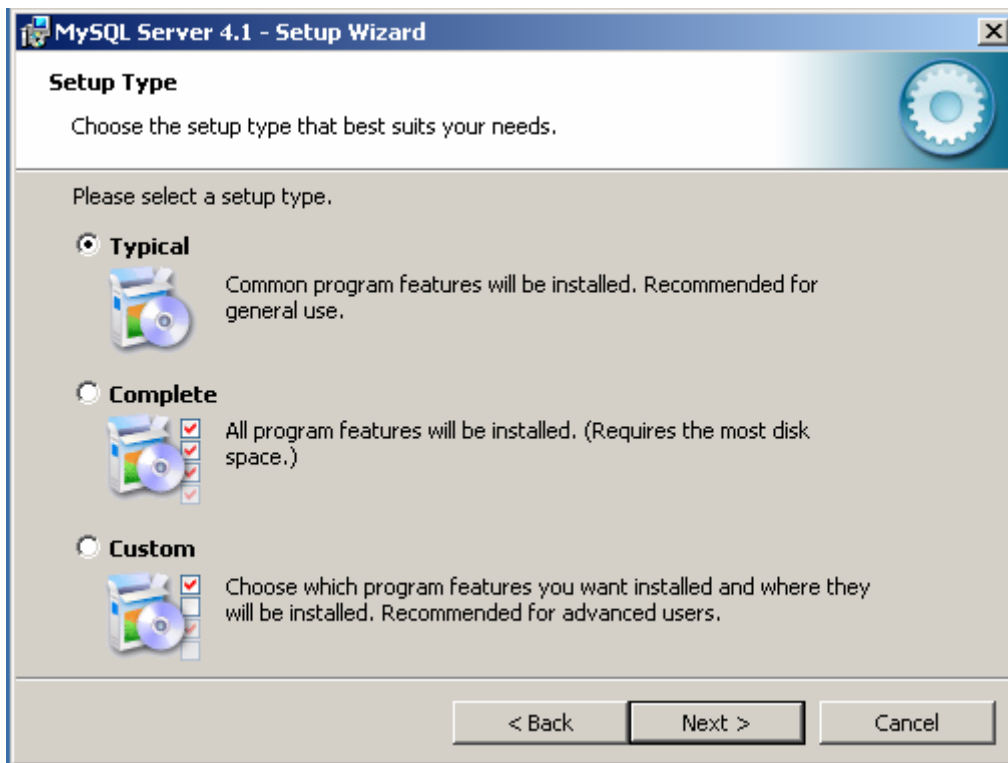 MySQL Server 4.1 - Setup Wizard
Setup Type
Choose the setup type that best suits your needs.
Please select a setup type.
Typical
Common program features will be installed. Recommended for
general use.
Complete
All program features will be installed. (Requires the most disk
space.)
Custom
Choose which program features you want installed and where they
will be installed. Recommended for advanced users.
< Back
Next >
Cancel